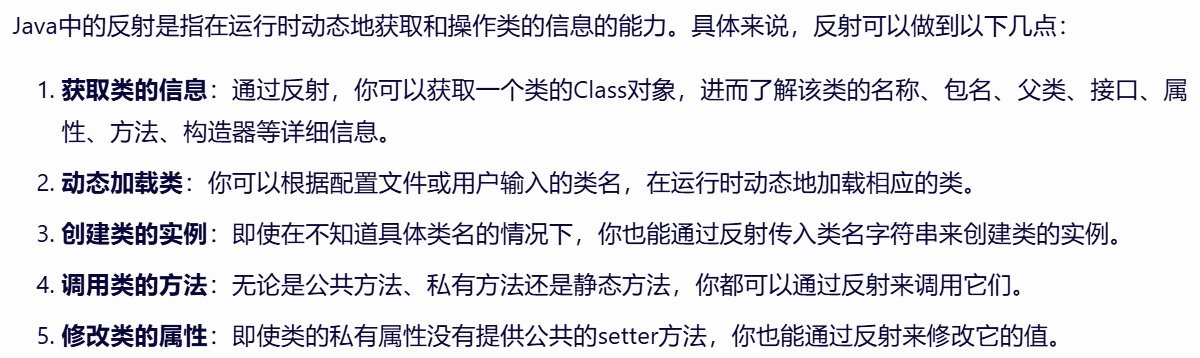 Java中的反射是指在运行时动态地获取和操作类的信息的能力。具体来说，反射可以做到以下几点：
1. 获取类的信息：通过反射，你可以获取一个类的Class对象，进而了解该类的名称、包名、父类、接口、属
性、方法、构造器等详细信息。
2. 动态加载类：你可以根据配置文件或用户输入的类名，在运行时动态地加载相应的类。
3. 创建类的实例：即使在不知道具体类名的情况下，你也能通过反射传入类名字符串来创建类的实例。
4. 调用类的方法：无论是公共方法、私有方法还是静态方法，你都可以通过反射来调用它们。
5. 修改类的属性：即使类的私有属性没有提供公共的setter方法，你也能通过反射来修改它的值。